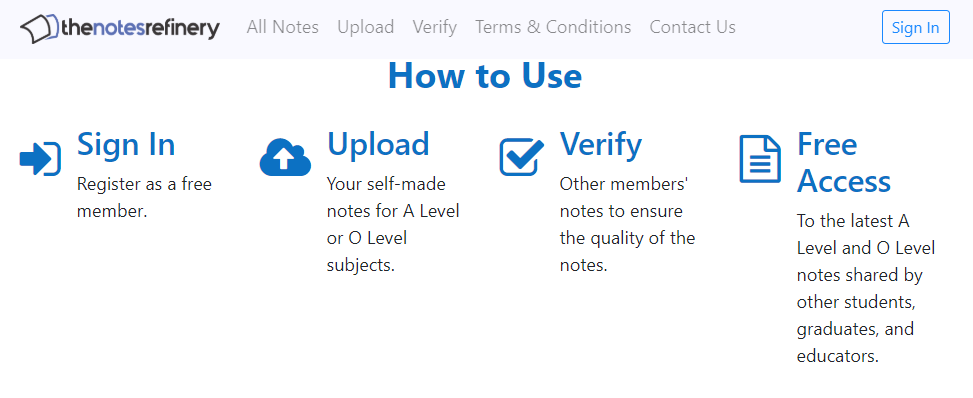 thenotesrefinery All Notes Upload Verify Terms & Conditions Contact Us Sign In
How to Use
Sign In
Register as a free
member.
Upload
Your self-made
notes for A Level
or O Level
subjects.
Verify
Other members'
notes to ensure
the quality of the
notes.
Free
Access
To the latest A
Level and O Level
notes shared by
other students,
graduates, and
educators.